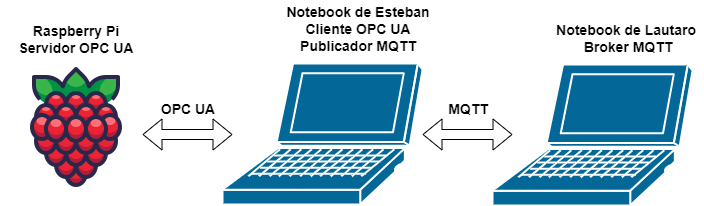 Raspberry Pi
Servidor OPC UA
OPC UA
Notebook de Esteban
Cliente OPC UA
Publicador MQTT
MQTT
Notebook de Lautaro
Broker MQTT